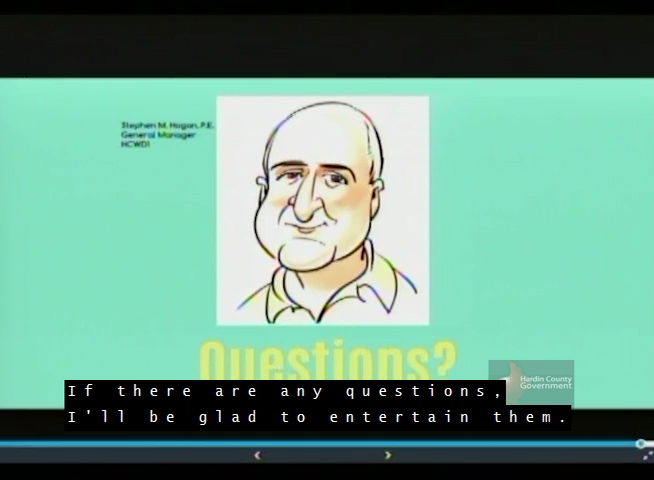 Stephen M. Hogan, P.E.
General Manager
HCWD1
Questions?
Hardin County
Government
If there are any questions,
I'll be glad to entertain them.